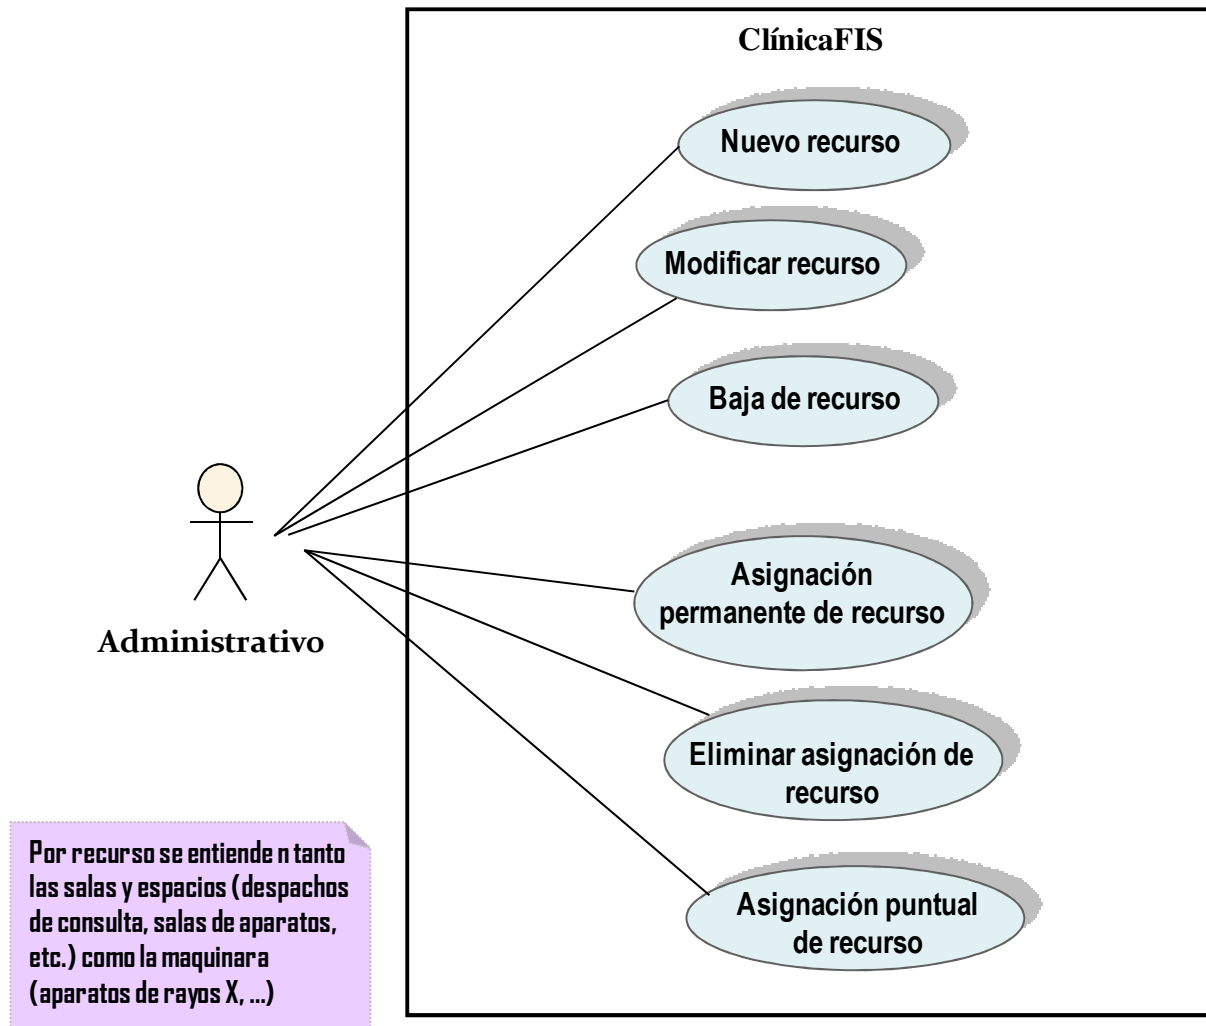 ClínicaFIS
Nuevo recurso
Modificar recurso
Baja de recurso
Asignación
permanente de recurso
Administrativo
Eliminar asignación de
recurso
Asignación puntual
de recurso
Por recurso se entiende n tanto
las salas y espacios (despachos
de consulta, salas de aparatos,
etc.) como la maquinara
(aparatos de rayos X, ...)